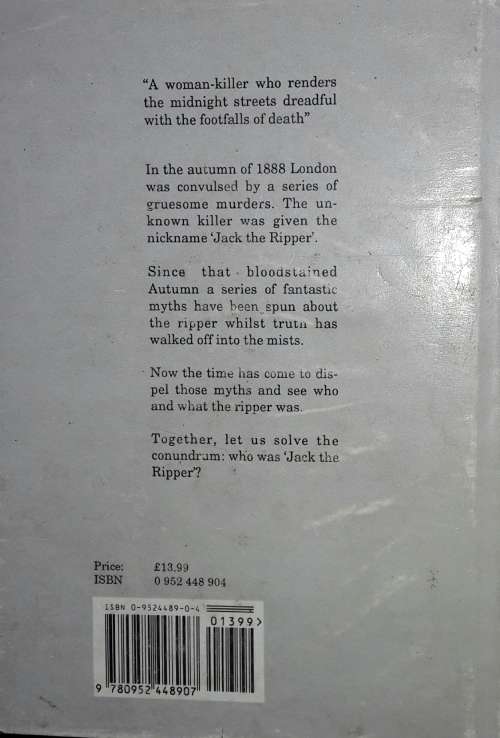 “A woman-killer who renders
the midnight streets dreadful
with the footfalls of death”
In the autumn of 1888 London
was convulsed by a series of
gruesome murders. The un-
known killer was given the
nickname ‘Jack the Ripper’.
Since that bloodstained
Autumn a series of fantastic
myths have been spun about
the ripper whilst truth has
walked off into the mists.
Now the time has come to dis-
pel those myths and see who
and what the ripper was.
Together, let us solve the
conundrum: who was ‘Jack the
Ripper’?
Price: £13.99
ISBN 0 952 448 904
ISBN 0-9524489-0-4
01399>
9 780952 448907